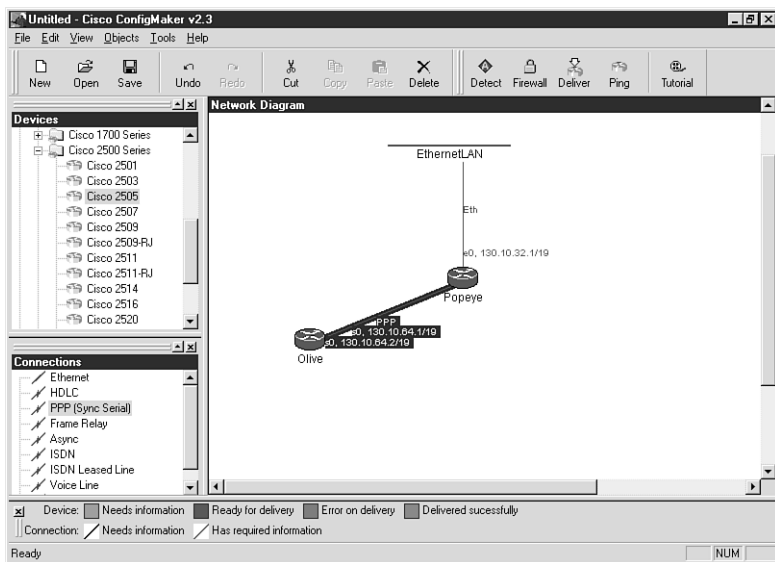 Untitled - Cisco ConfigMaker v2.3
File Edit View Objects Tools Help
New Open Save Undo Redo Cut Copy Paste Delete Detect Firewall Deliver Ping Tutorial
Devices
Cisco 1700 Series
Cisco 2500 Series
Cisco 2501
Cisco 2503
Cisco 2505
Cisco 2507
Cisco 2509
Cisco 2509-RJ
Cisco 2511
Cisco 2511-RJ
Cisco 2514
Cisco 2516
Cisco 2520
Connections
Ethernet
HDLC
PPP (Sync Serial)
Frame Relay
Async
ISDN
ISDN Leased Line
Voice Line
Network Diagram
EthernetLAN
Eth
e0, 130.10.32.1/19
Popeye
PPP
s0, 130.10.64.1/19
s0, 130.10.64.2/19
Olive
Device: Needs information Ready for delivery Error on delivery Delivered sucessfully
Connection: Needs information Has required information
Ready NUM